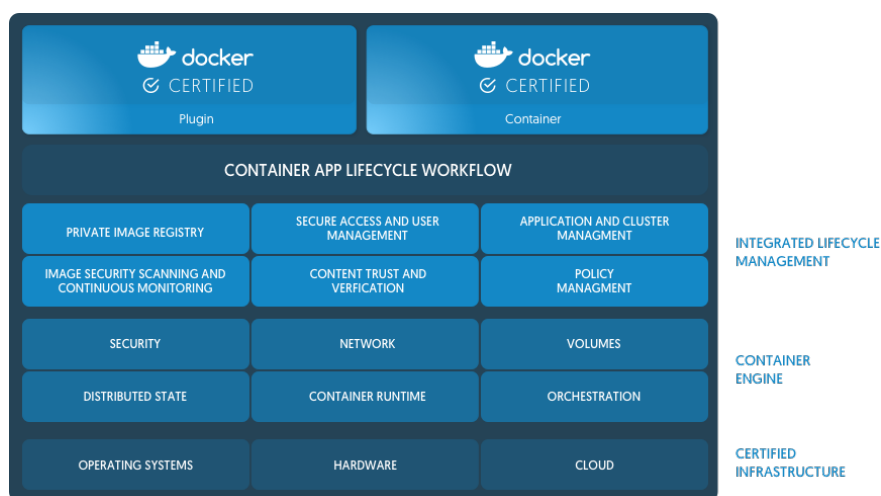 docker
CERTIFIED
Plugin
docker
CERTIFIED
Container
CONTAINER APP LIFECYCLE WORKFLOW
PRIVATE IMAGE REGISTRY
SECURE ACCESS AND USER
MANAGEMENT
APPLICATION AND CLUSTER
MANAGMENT
IMAGE SECURITY SCANNING AND
CONTINUOUS MONITORING
CONTENT TRUST AND
VERFICATION
POLICY
MANAGMENT
INTEGRATED LIFECYCLE
MANAGEMENT
SECURITY
NETWORK
VOLUMES
DISTRIBUTED STATE
CONTAINER RUNTIME
ORCHESTRATION
CONTAINER
ENGINE
OPERATING SYSTEMS
HARDWARE
CLOUD
CERTIFIED
INFRASTRUCTURE